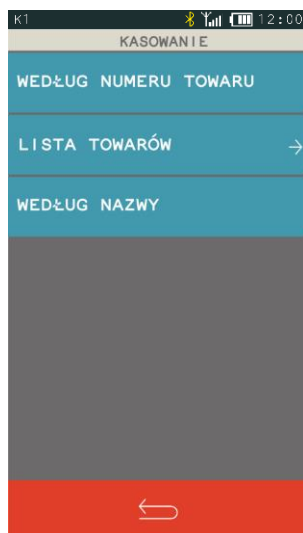 K1 12:00
KASOWANIE
WEDŁUG NUMERU TOWARU
LISTA TOWARÓW
WEDŁUG NAZWY